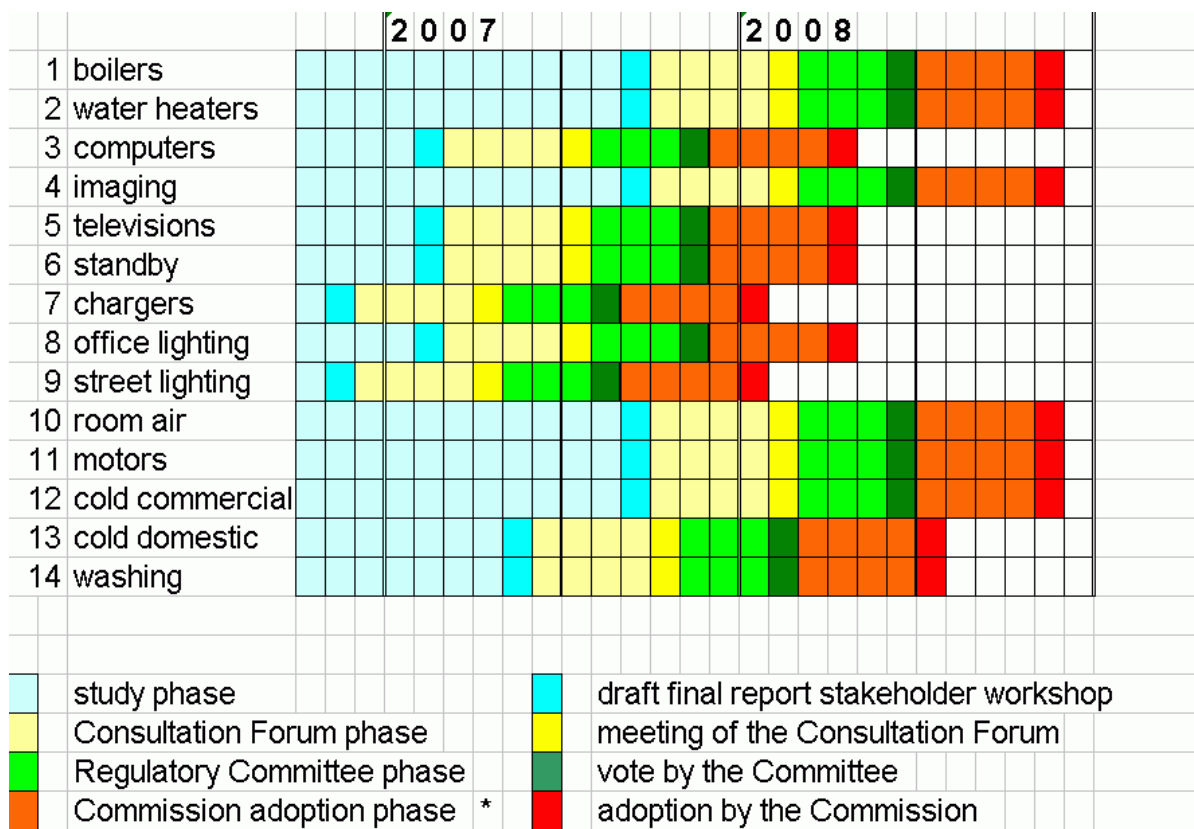 2007 2008
1 boilers
2 water heaters
3 computers
4 imaging
5 televisions
6 standby
7 chargers
8 office lighting
9 street lighting
10 room air
11 motors
12 cold commercial
13 cold domestic
14 washing
study phase draft final report stakeholder workshop
Consultation Forum phase meeting of the Consultation Forum
Regulatory Committee phase vote by the Committee
Commission adoption phase * adoption by the Commission